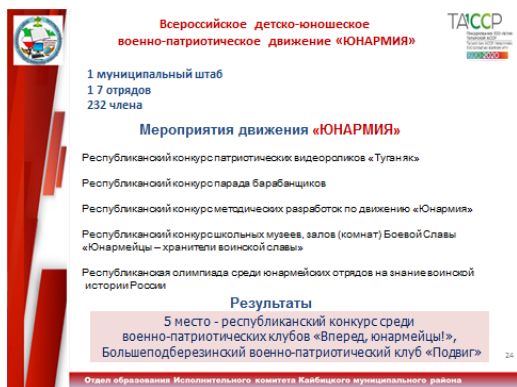 Всероссийское детско-юношеское
военно-патриотическое движение «ЮНАРМИЯ»
ТАССР
1920-2020
1 муниципальный штаб
1 7 отрядов
232 члена
Мероприятия движения «ЮНАРМИЯ»
Республиканский конкурс патриотических видеороликов «Туганяк»
Республиканский конкурс парада барабанщиков
Республиканский конкурс методических разработок по движению «Юнармия»
Республиканский конкурс школьных музеев, залов (комнат) Боевой Славы
«Юнармейцы – хранители воинской славы»
Республиканская олимпиада среди юнармейских отрядов на знание воинской
истории России
Результаты
5 место - республиканский конкурс среди
военно-патриотических клубов «Вперед, юнармейцы!»,
Большеподберезинский военно-патриотический клуб «Подвиг»
24
Отдел образования Исполнительного комитета Кайбицкого муниципального района